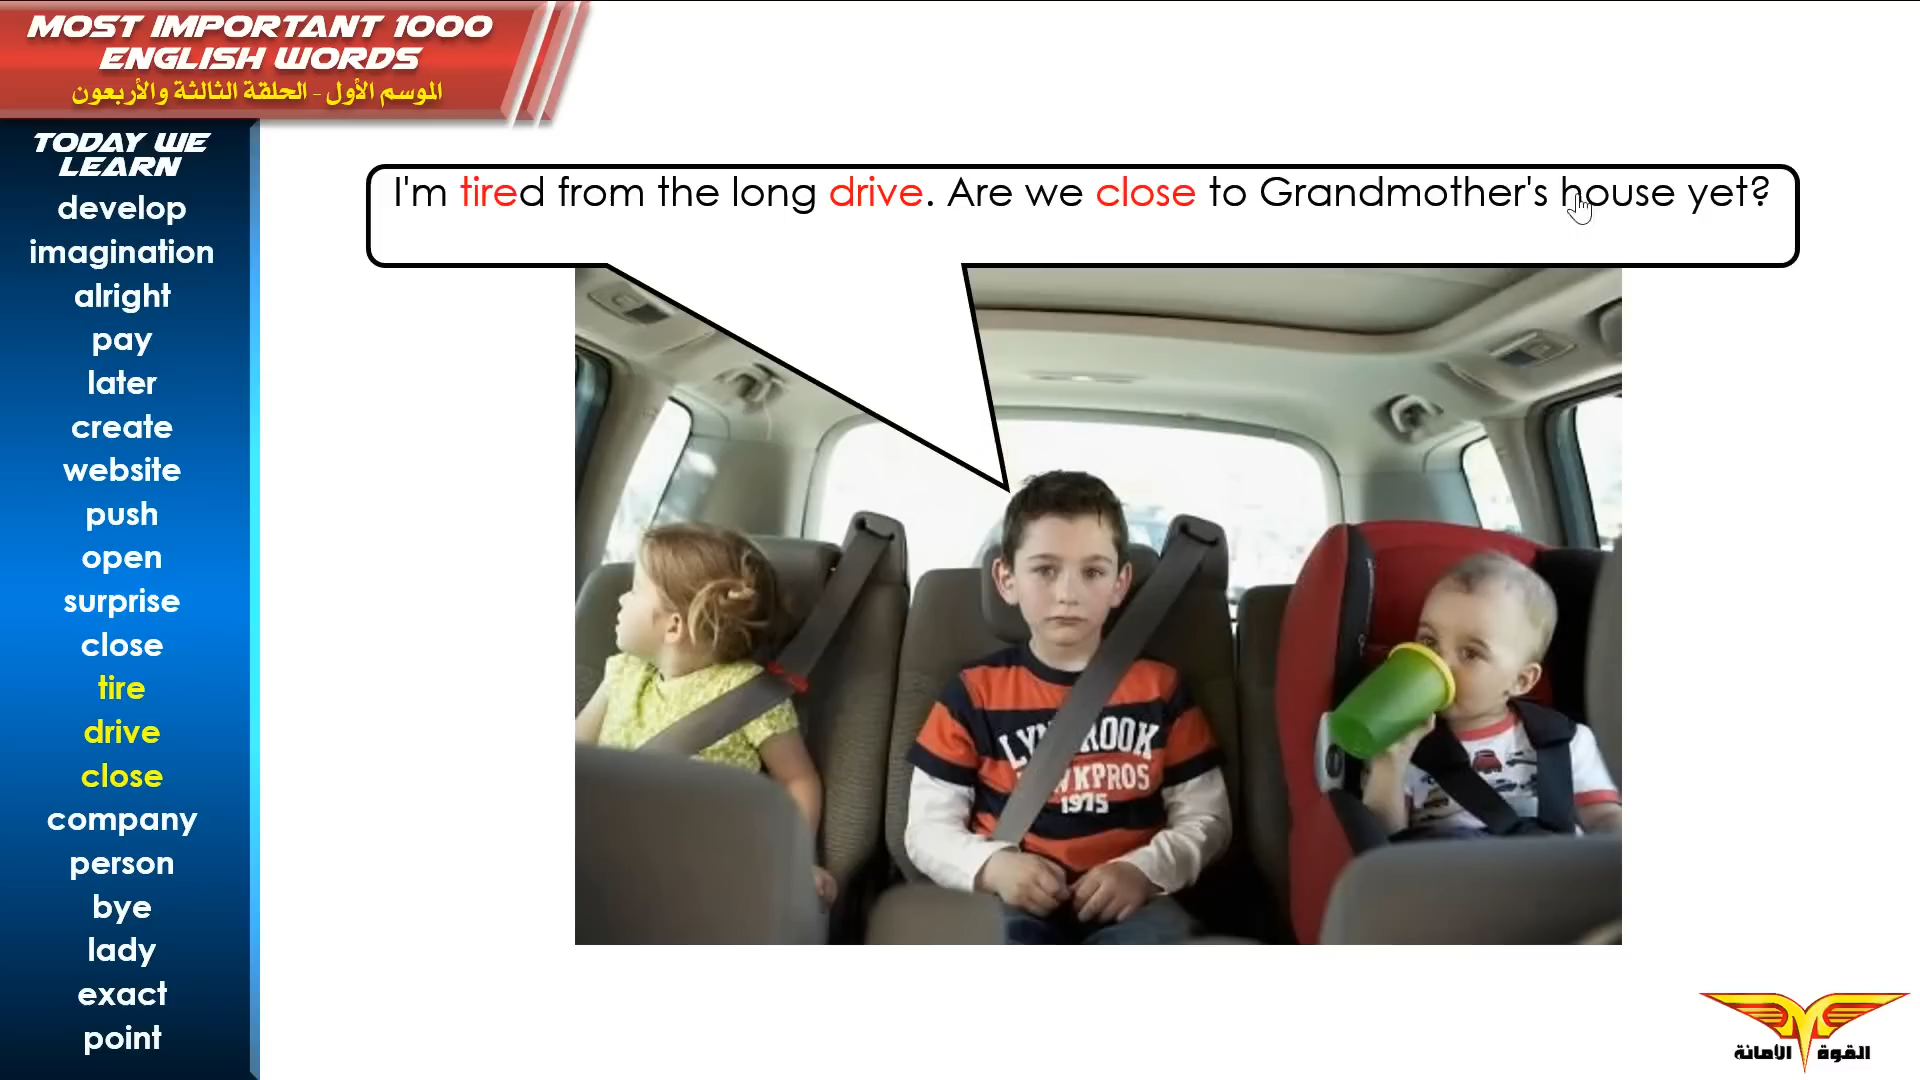 MOST IMPORTANT 1000
ENGLISH WORDS
الموسم الأول - الحلقة الثالثة والأربعون
TODAY WE
LEARN
develop
imagination
alright
pay
later
create
website
push
open
surprise
close
tire
drive
close
company
person
bye
lady
exact
point
I'm tired from the long drive. Are we close to Grandmother's house yet?
1975
القوة الأمانة